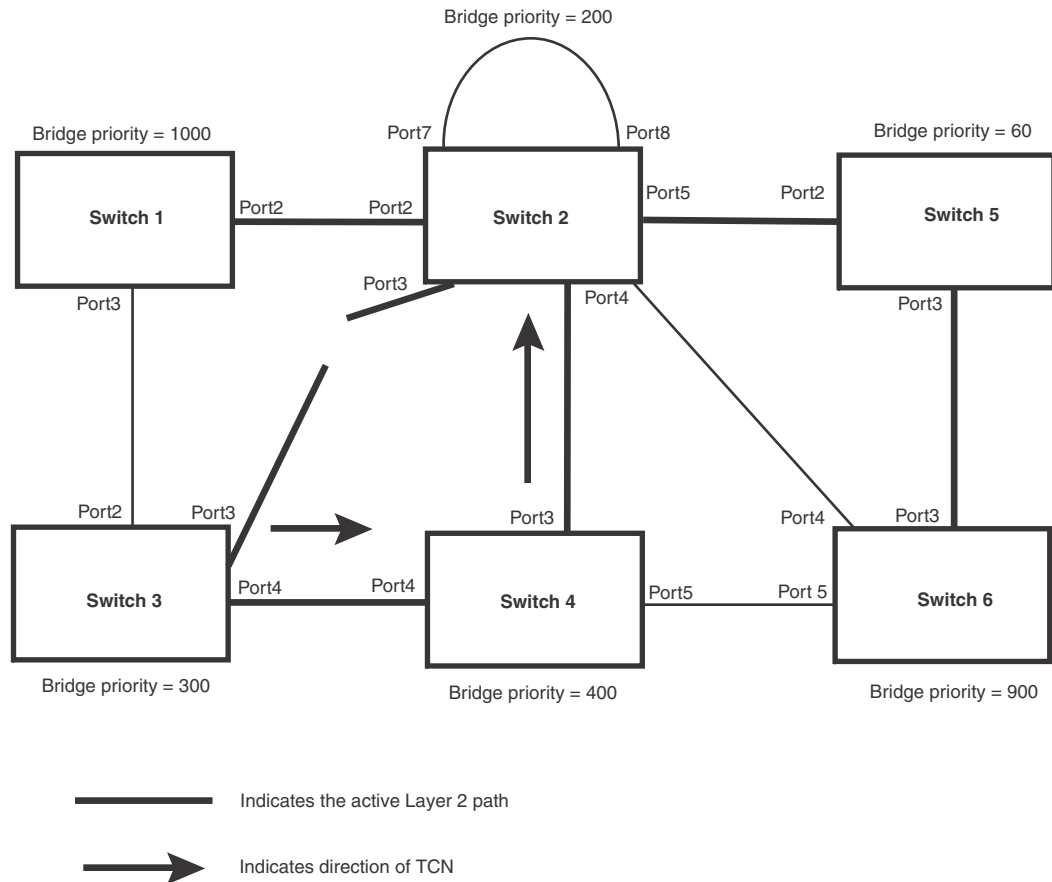 Bridge priority = 200
Port7
Port8
Bridge priority = 1000
Bridge priority = 60
Switch 1
Port2
Port2
Switch 2
Port5
Port2
Switch 5
Port3
Port3
Port4
Port3
Port2
Port3
Port3
Port4
Port3
Switch 3
Port4
Port4
Switch 4
Port5
Port 5
Switch 6
Bridge priority = 300
Bridge priority = 400
Bridge priority = 900
Indicates the active Layer 2 path
Indicates direction of TCN